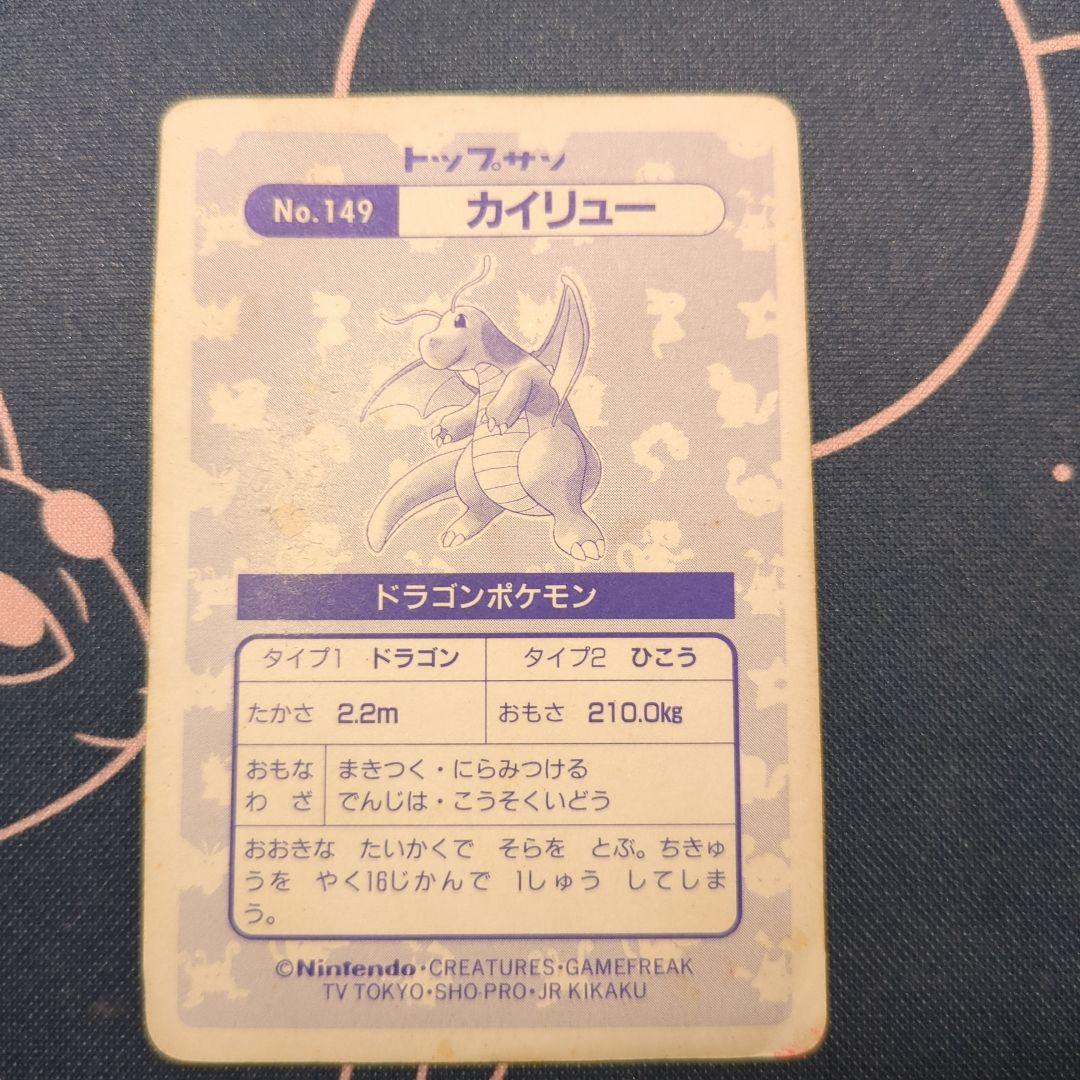 トップサン
No.149 カイリュー
ドラゴンポケモン
タイプ1 ドラゴン タイプ2 ひこう
たかさ 2.2m おもさ 210.0kg
おもな まきつく・にらみつける
わ ざ でんじは・こうそくいどう
おおきな たいかくで そらを とぶ。ちきゅ
うを やく16じかんで 1しゅう してしま
う。
©Nintendo・CREATURES・GAMEFREAK
TV TOKYO・SHO-PRO・JR KIKAKU